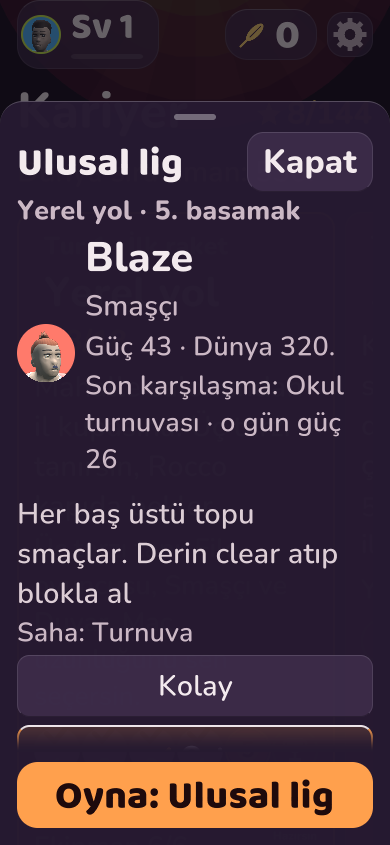 Sv 1
0
Kariye
Ulusal lig
Kapat
Yerel yol · 5. basamak
Blaze
Smaşçı
Güç 43 · Dünya 320.
Son karşılaşma: Okul
turnuvası · o gün güç
26
Her baş üstü topu
smaçlar. Derin clear atıp
blokla al
Saha: Turnuva
Kolay
Oyna: Ulusal lig